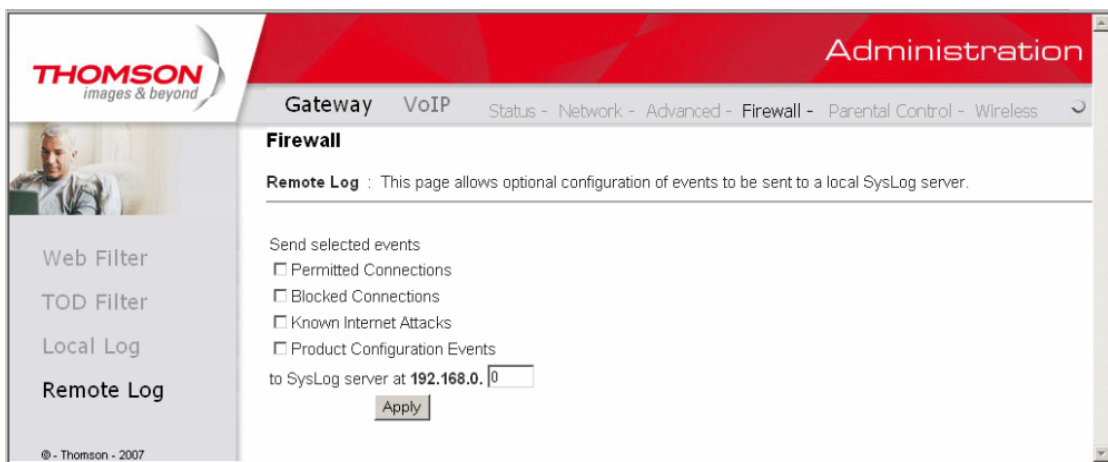 THOMSON
images & beyond
Administration
Gateway VoIP Status - Network - Advanced - Firewall - Parental Control - Wireless
Firewall
Remote Log : This page allows optional configuration of events to be sent to a local SysLog server.
Web Filter
TOD Filter
Local Log
Remote Log
© - Thomson - 2007
Send selected events
Permitted Connections
Blocked Connections
Known Internet Attacks
Product Configuration Events
to SysLog server at 192.168.0. 0
Apply